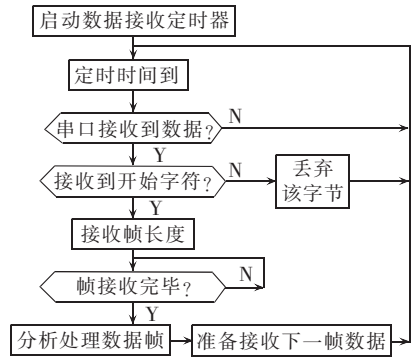 启动数据接收定时器
定时时间到
串口接收到数据?
N
Y
接收到开始字符?
N
丢弃
该字节
Y
接收帧长度
帧接收完毕?
N
Y
分析处理数据帧
准备接收下一帧数据